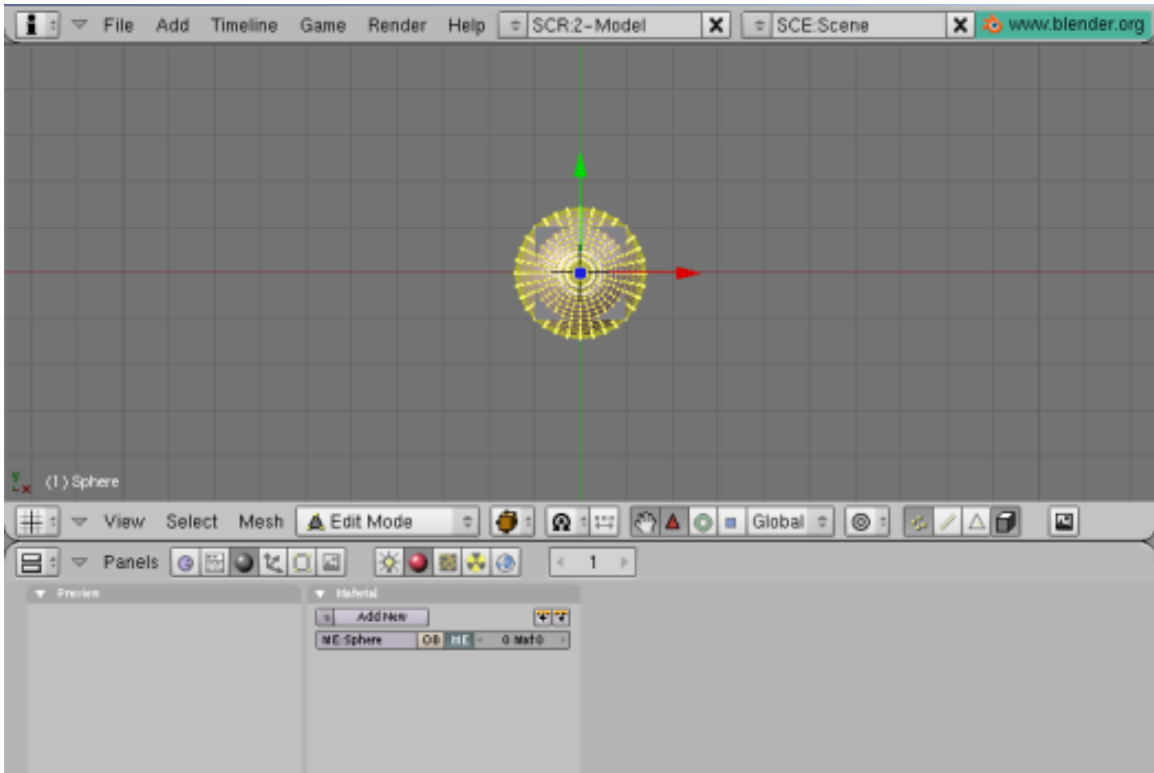 File Add Timeline Game Render Help SCR:2-Model X SCE:Scene X www.blender.org
(1) Sphere
View Select Mesh Edit Mode Global
Panels 1
Preview Material
Add New
ME:Sphere OB ME 0 Mat 0